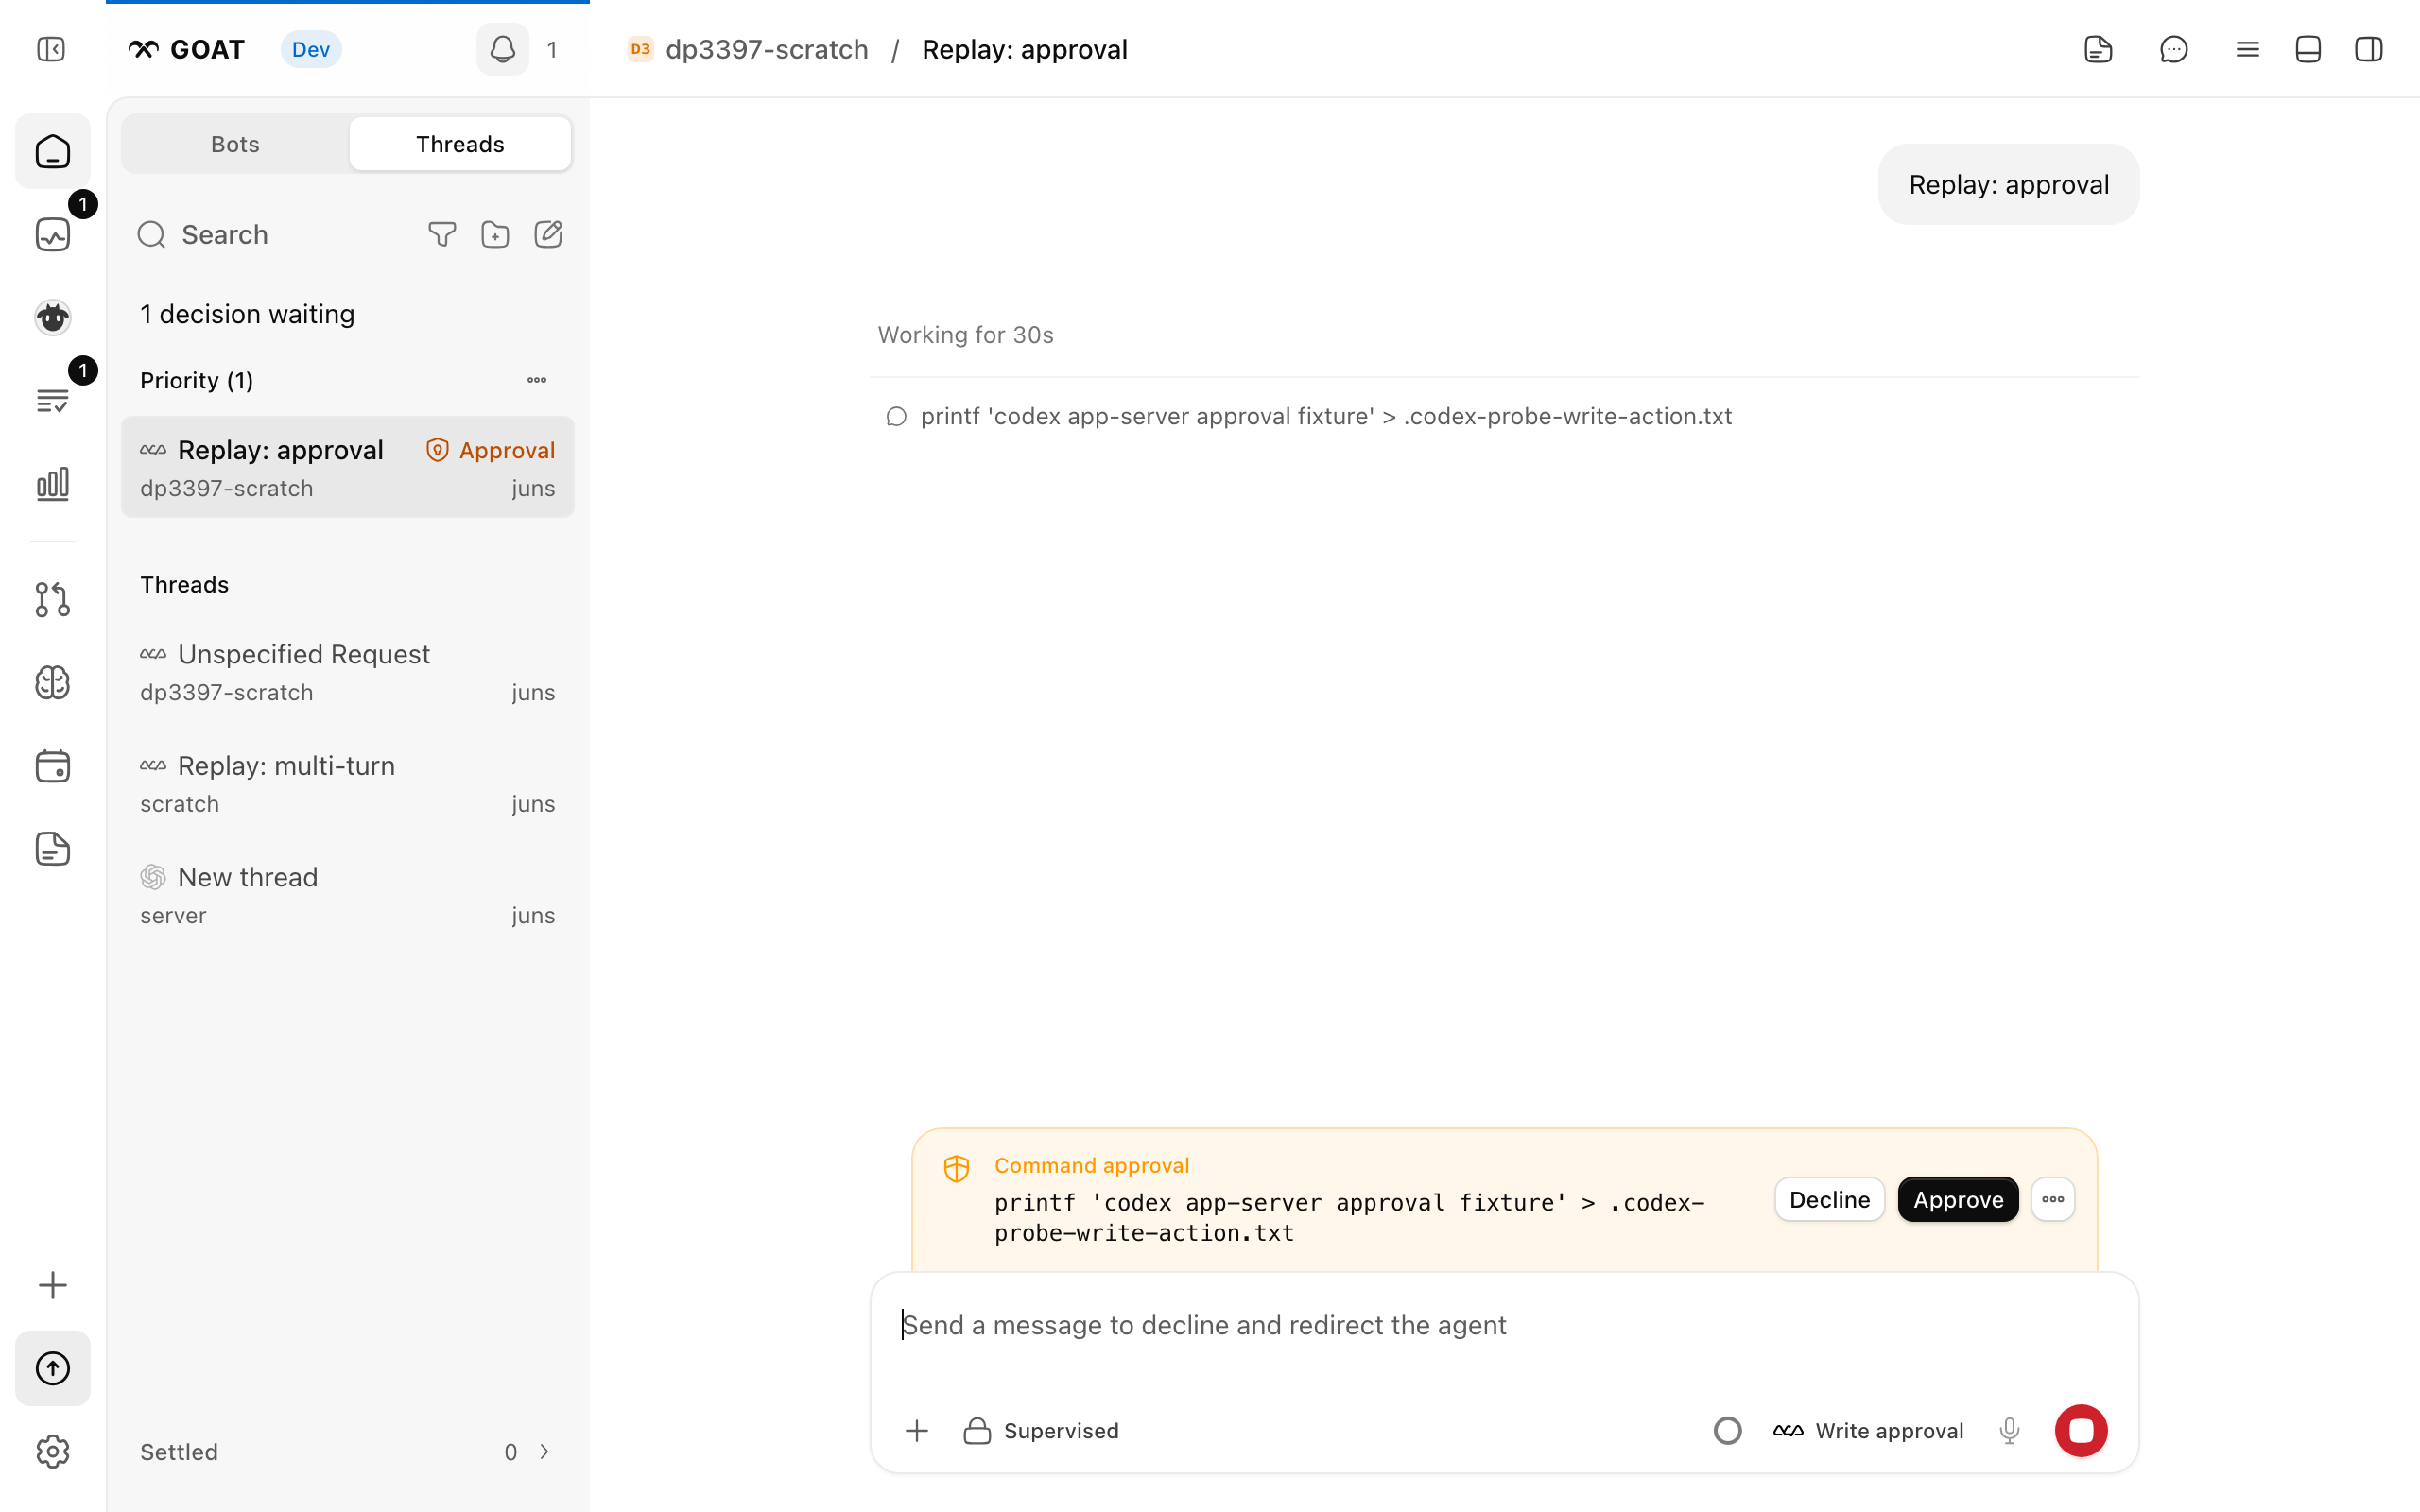 GOAT
Dev
1
D3 dp3397-scratch / Replay: approval
Bots
Threads
1
Search
1 decision waiting
1
Priority (1)
Replay: approval
Approval
dp3397-scratch
juns
Threads
Unspecified Request
dp3397-scratch
juns
Replay: multi-turn
scratch
juns
New thread
server
juns
Settled
0
Replay: approval
Working for 30s
printf 'codex app-server approval fixture' > .codex-probe-write-action.txt
Command approval
printf 'codex app-server approval fixture' > .codex-
probe-write-action.txt
Decline
Approve
Send a message to decline and redirect the agent
Supervised
Write approval